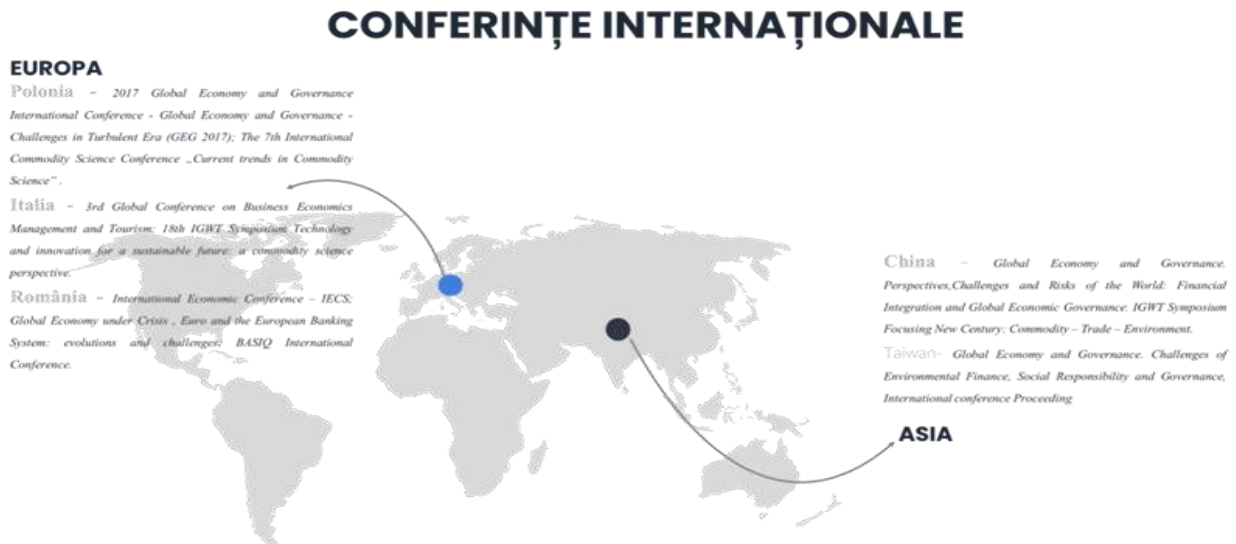 CONFERINȚE INTERNAȚIONALE
EUROPA
Polonia - 2017 Global Economy and Governance
International Conference - Global Economy and Governance -
Challenges in Turbulent Era (GEG 2017); The 7th International
Commodity Science Conference „Current trends in Commodity
Science” .
Italia - 3rd Global Conference on Business Economics
Management and Tourism; 18th IGWT Symposium Technology
and innovation for a sustainable future: a commodity science
perspective.
România - International Economic Conference – IECS;
Global Economy under Crisis , Euro and the European Banking
System: evolutions and challenges; BASIQ International
Conference.
China - Global Economy and Governance.
Perspectives,Challenges and Risks of the World: Financial
Integration and Global Economic Governance. IGWT Symposium
Focusing New Century: Commodity – Trade – Environment.
Taiwan- Global Economy and Governance. Challenges of
Environmental Finance, Social Responsibility and Governance,
International conference Proceeding
ASIA